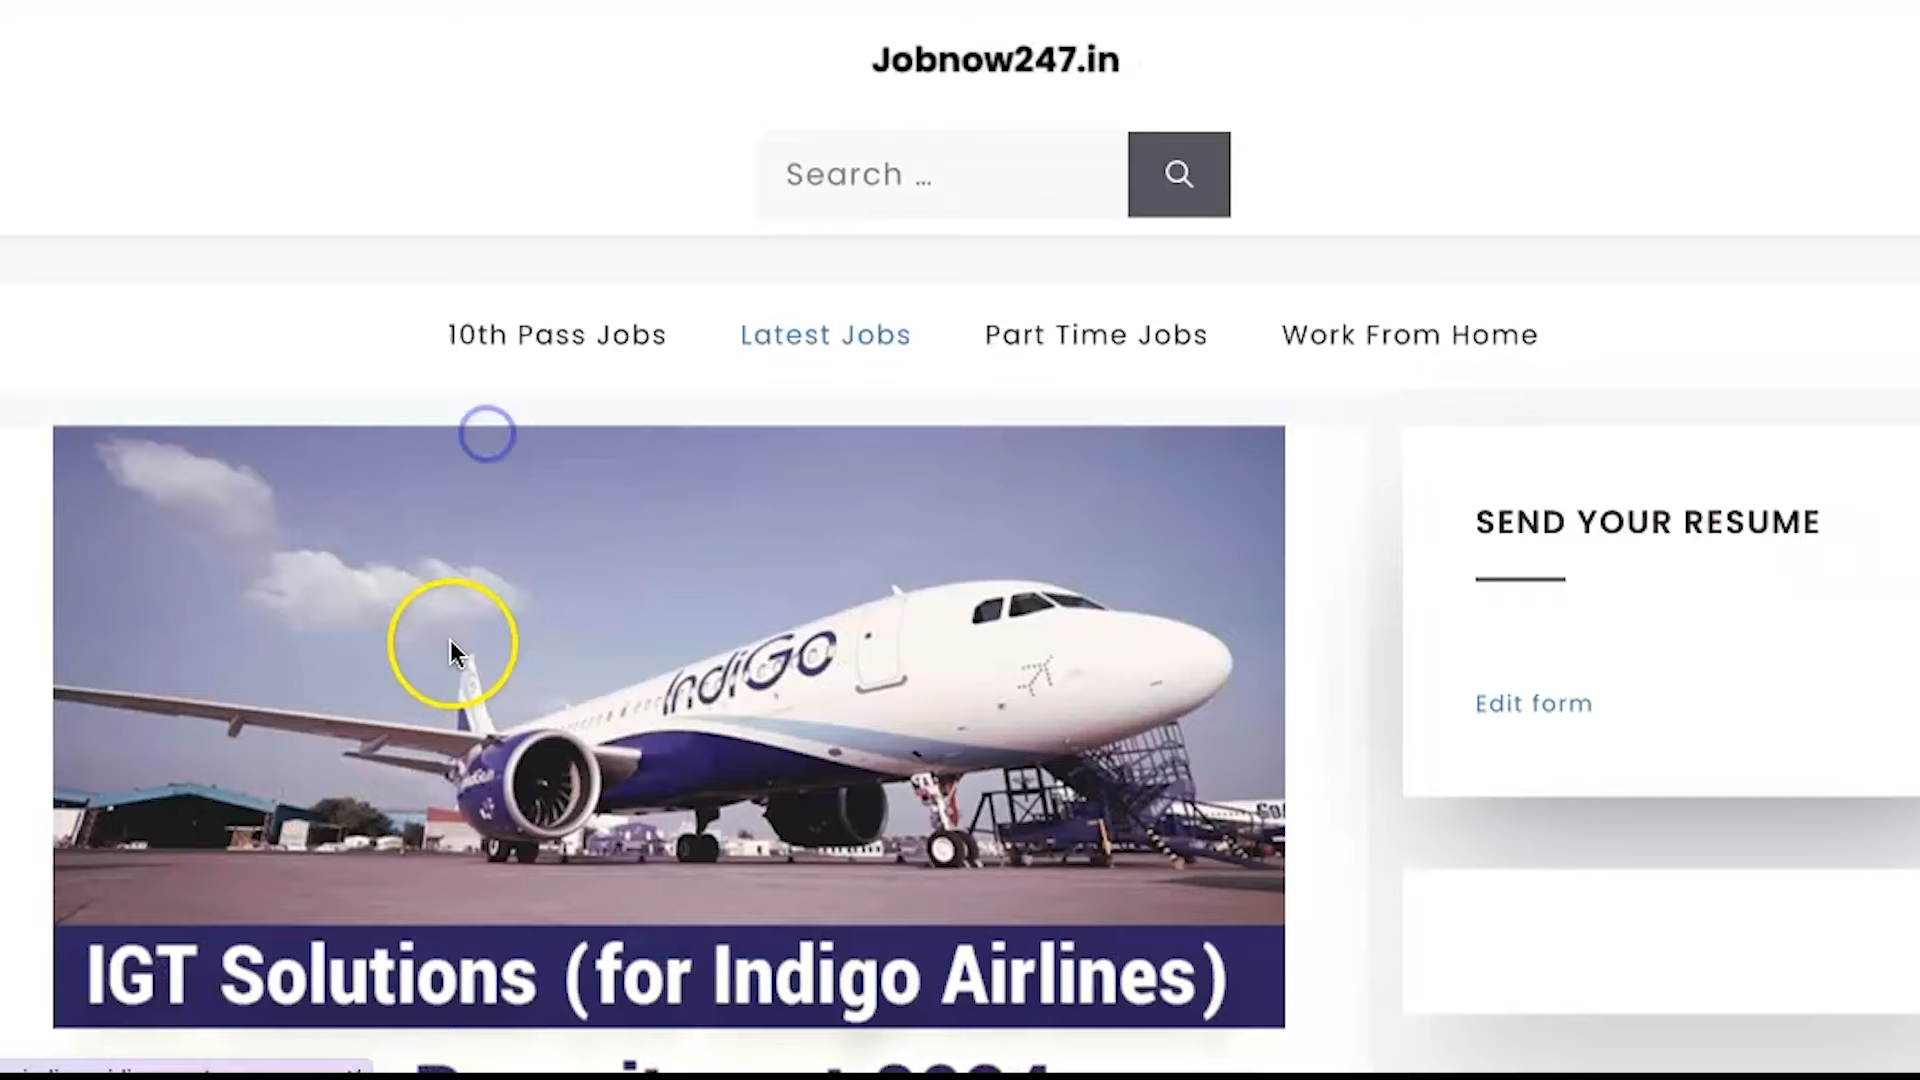 Jobnow247.in
Search …
10th Pass Jobs
Latest Jobs
Part Time Jobs
Work From Home
IndiGo
IGT Solutions (for Indigo Airlines)
SEND YOUR RESUME
Edit form